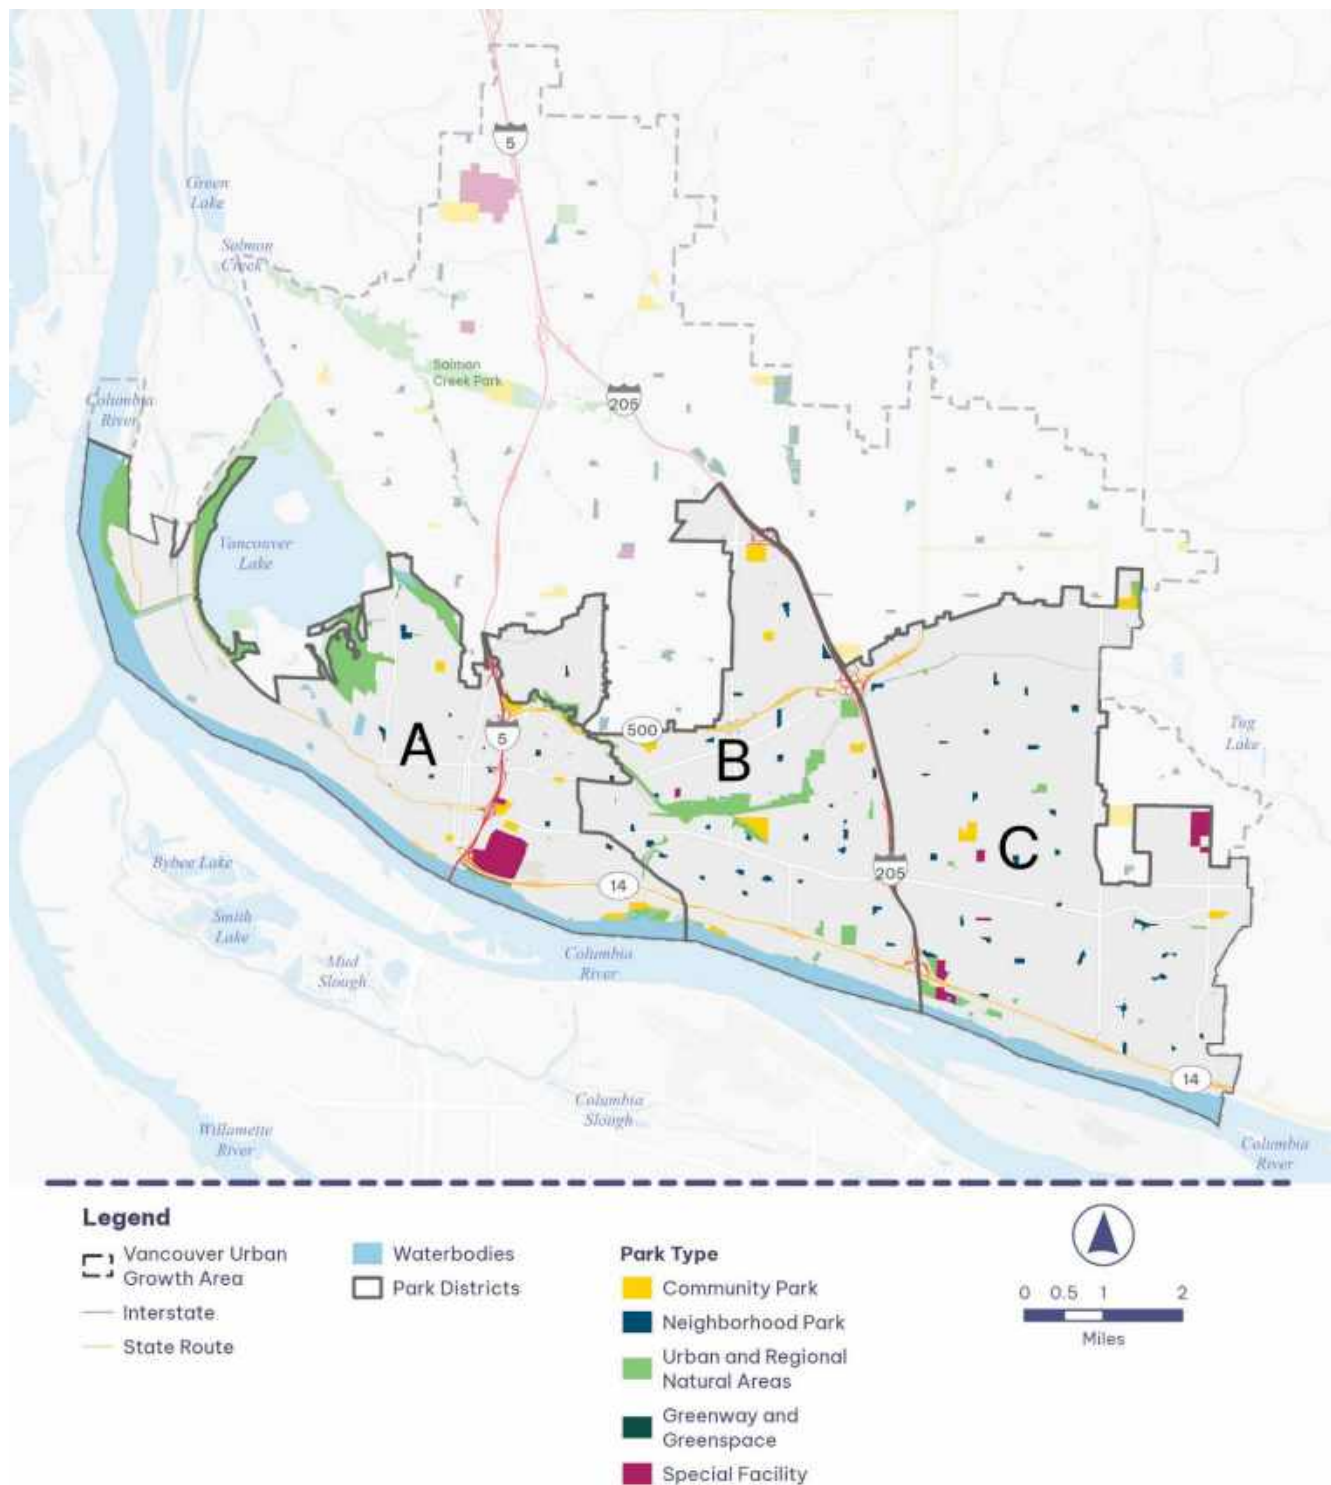 5
Green
Lake
Salmon
Creek
Salmon
Creek Park
205
Columbia
River
Vancouver
Lake
500
5
A
B
C
Tug
Lake
Bybee Lake
Smith
Lake
Mud
Slough
14
205
Columbia
River
14
Columbia
Slough
Willamette
River
Columbia
River
Legend
Vancouver Urban
Growth Area
Interstate
State Route
Waterbodies
Park Districts
Park Type
Community Park
Neighborhood Park
Urban and Regional
Natural Areas
Greenway and
Greenspace
Special Facility
0 0.5 1 2
Miles